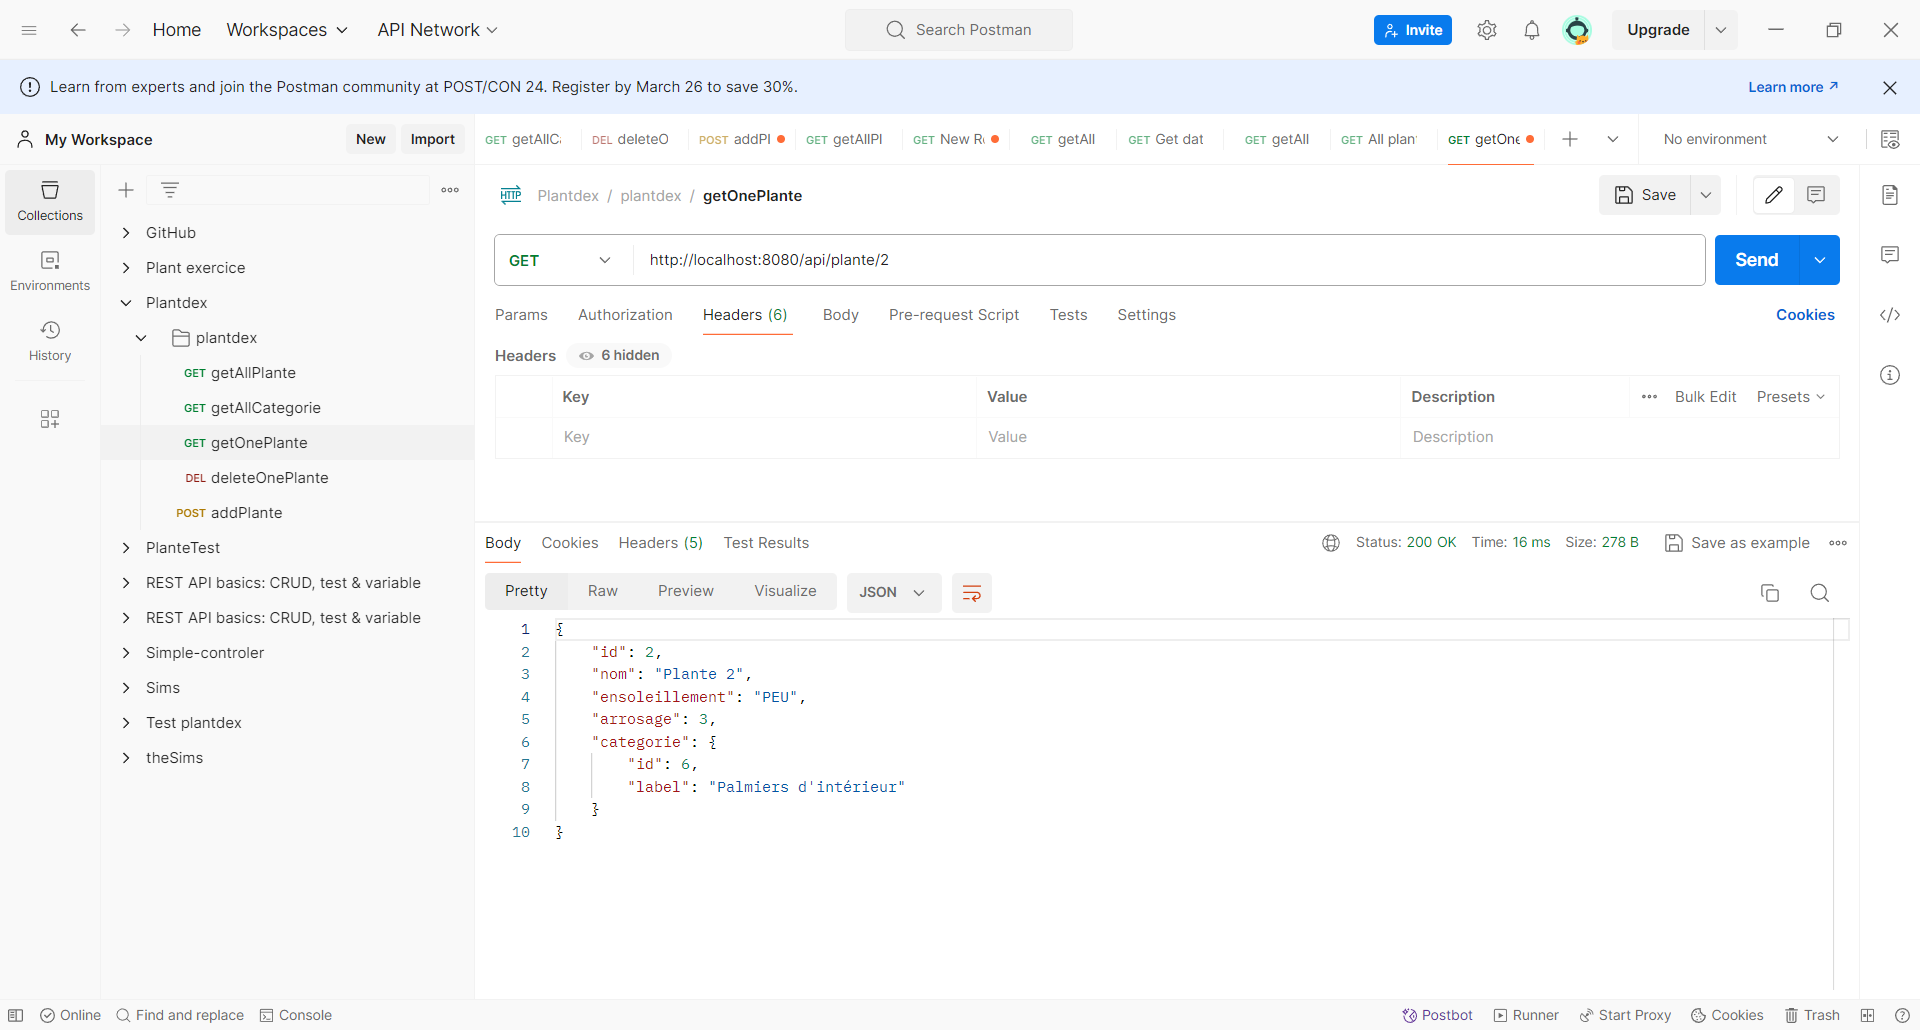 Home Workspaces API Network Search Postman Invite Upgrade
Learn from experts and join the Postman community at POST/CON 24. Register by March 26 to save 30%. Learn more
My Workspace New Import
GET getAllC DEL deleteO POST addPl GET getAllPl GET New R GET getAll GET Get dat GET getAll GET All plan GET getOne No environment
Collections
Environments
History
GitHub
Plant exercice
Plantdex
plantdex
GET getAllPlante
GET getAllCategorie
GET getOnePlante
DEL deleteOnePlante
POST addPlante
PlanteTest
REST API basics: CRUD, test & variable
REST API basics: CRUD, test & variable
Simple-controler
Sims
Test plantdex
theSims
HTTP Plantdex / plantdex / getOnePlante Save
GET http://localhost:8080/api/plante/2 Send
Params Authorization Headers (6) Body Pre-request Script Tests Settings Cookies
Headers 6 hidden
Key Value Description Bulk Edit Presets
Key Value Description
Body Cookies Headers (5) Test Results Status: 200 OK Time: 16 ms Size: 278 B Save as example
Pretty Raw Preview Visualize JSON
1 {
2 "id": 2,
3 "nom": "Plante 2",
4 "ensoleillement": "PEU",
5 "arrosage": 3,
6 "categorie": {
7 "id": 6,
8 "label": "Palmiers d'intérieur"
9 }
10 }
Online Find and replace Console Postbot Runner Start Proxy Cookies Trash